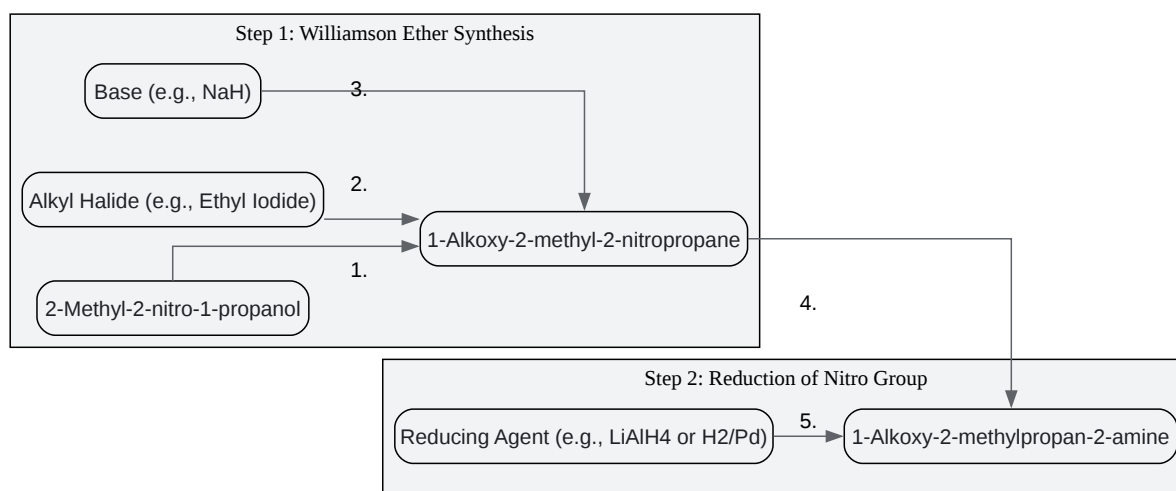 Step 1: Williamson Ether Synthesis
Base (e.g., NaH)
3.
Alkyl Halide (e.g., Ethyl Iodide)
2.
1-Alkoxy-2-methyl-2-nitropropane
1.
2-Methyl-2-nitro-1-propanol
4.
Step 2: Reduction of Nitro Group
Reducing Agent (e.g., LiAlH4 or H2/Pd)
5.
1-Alkoxy-2-methylpropan-2-amine